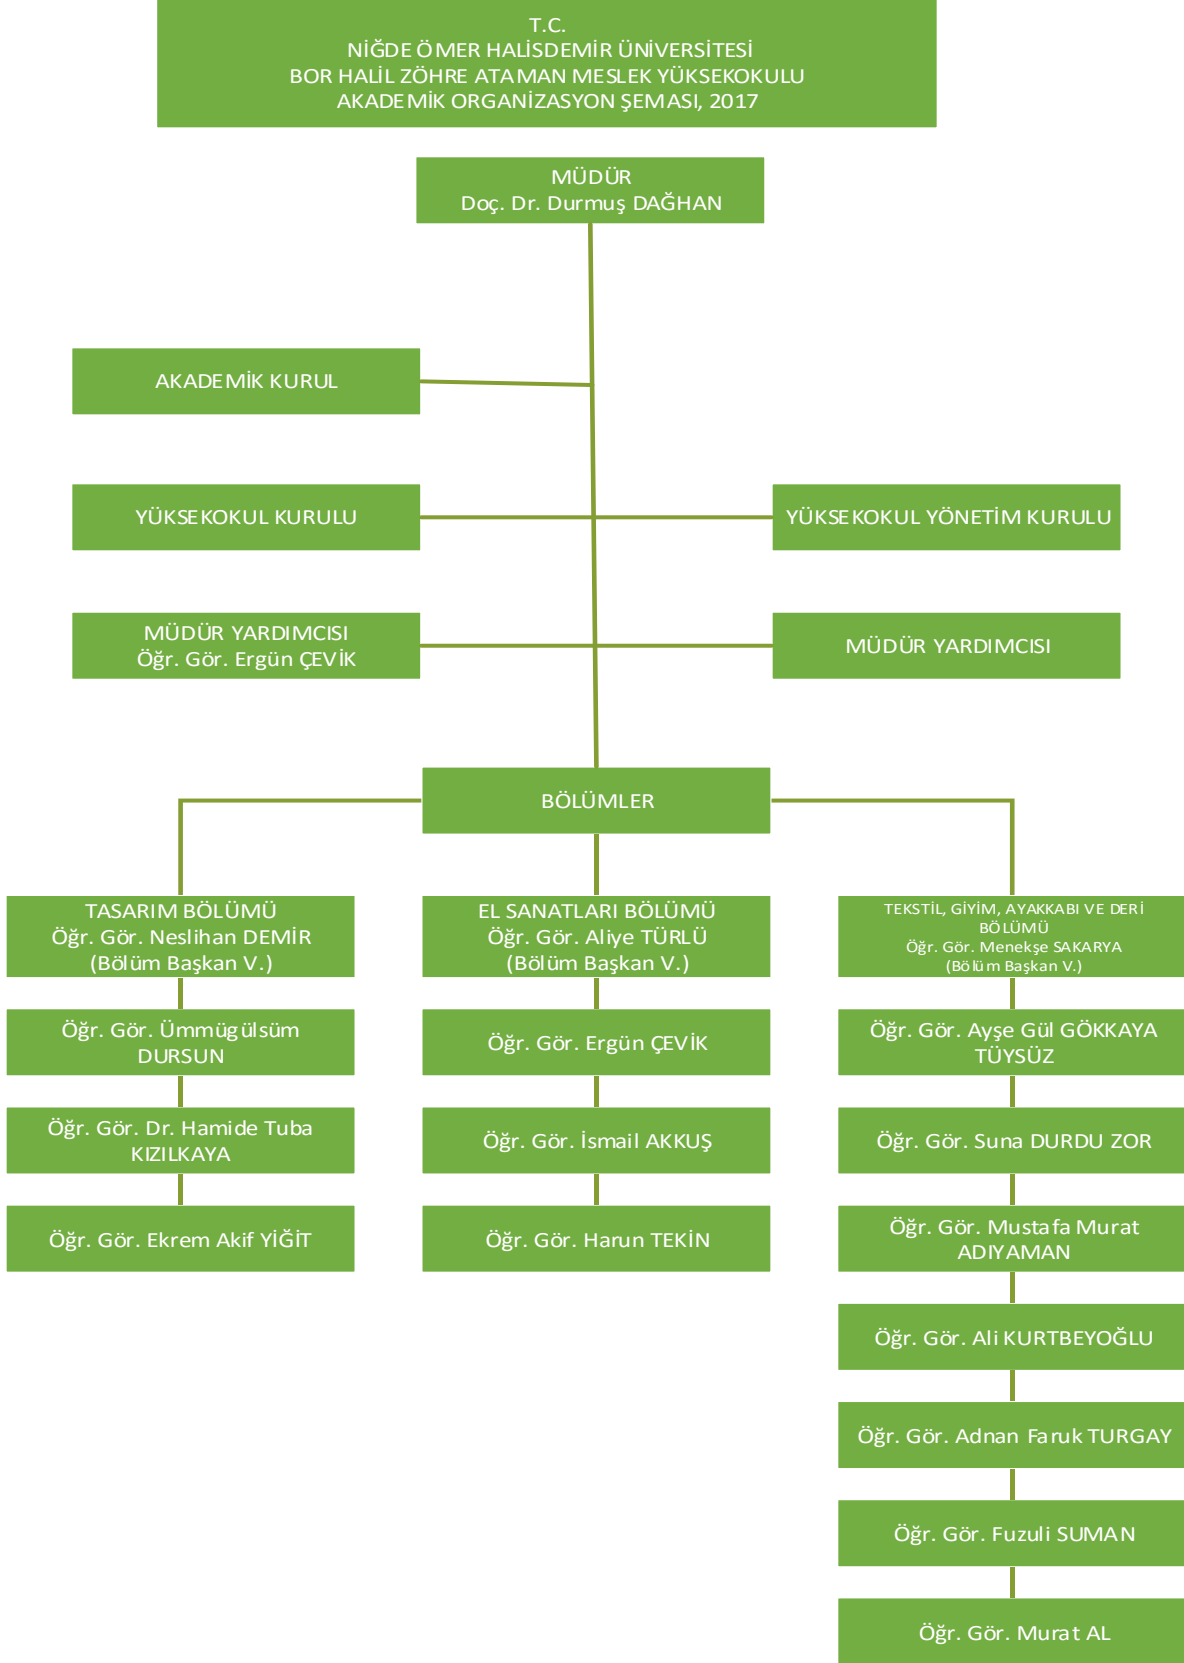 T.C.
NİĞDE ÖMER HALİSDEMİR ÜNİVERSİTESİ
BOR HALİL ZÖHRE ATAMAN MESLEK YÜKSEKOKULU
AKADEMİK ORGANİZASYON ŞEMASI, 2017
MÜDÜR
Doç. Dr. Durmuş DAĞHAN
AKADEMİK KURUL
YÜKSEKOKUL KURULU
YÜKSEKOKUL YÖNETİM KURULU
MÜDÜR YARDIMCISI
Öğr. Gör. Ergün ÇEVİK
MÜDÜR YARDIMCISI
BÖLÜMLER
TASARIM BÖLÜMÜ
Öğr. Gör. Neslihan DEMİR
(Bölüm Başkan V.)
Öğr. Gör. Ümmügülsüm
DURSUN
Öğr. Gör. Dr. Hamide Tuba
KIZILKAYA
Öğr. Gör. Ekrem Akif YİĞİT
EL SANATLARI BÖLÜMÜ
Öğr. Gör. Aliye TÜRLÜ
(Bölüm Başkan V.)
Öğr. Gör. Ergün ÇEVİK
Öğr. Gör. İsmail AKKUŞ
Öğr. Gör. Harun TEKİN
TEKSTİL, GİYİM, AYAKKABI VE DERİ
BÖLÜMÜ
Öğr. Gör. Menekşe SAKARYA
(Bölüm Başkan V.)
Öğr. Gör. Ayşe Gül GÖKKAYA
TÜYSÜZ
Öğr. Gör. Suna DURDU ZOR
Öğr. Gör. Mustafa Murat
ADIYAMAN
Öğr. Gör. Ali KURTBEYOĞLU
Öğr. Gör. Adnan Faruk TURGAY
Öğr. Gör. Fuzuli SUMAN
Öğr. Gör. Murat AL